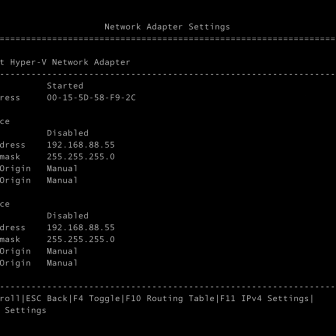 Network Adapter Settings
================================================================
t Hyper-V Network Adapter
----------------------------------------------------------------
Started
ress 00-15-5D-58-F9-2C
ce
Disabled
dress 192.168.88.55
mask 255.255.255.0
Origin Manual
Origin Manual
ce
Disabled
dress 192.168.88.55
mask 255.255.255.0
Origin Manual
Origin Manual
----------------------------------------------------------------
roll|ESC Back|F4 Toggle|F10 Routing Table|F11 IPv4 Settings|
Settings